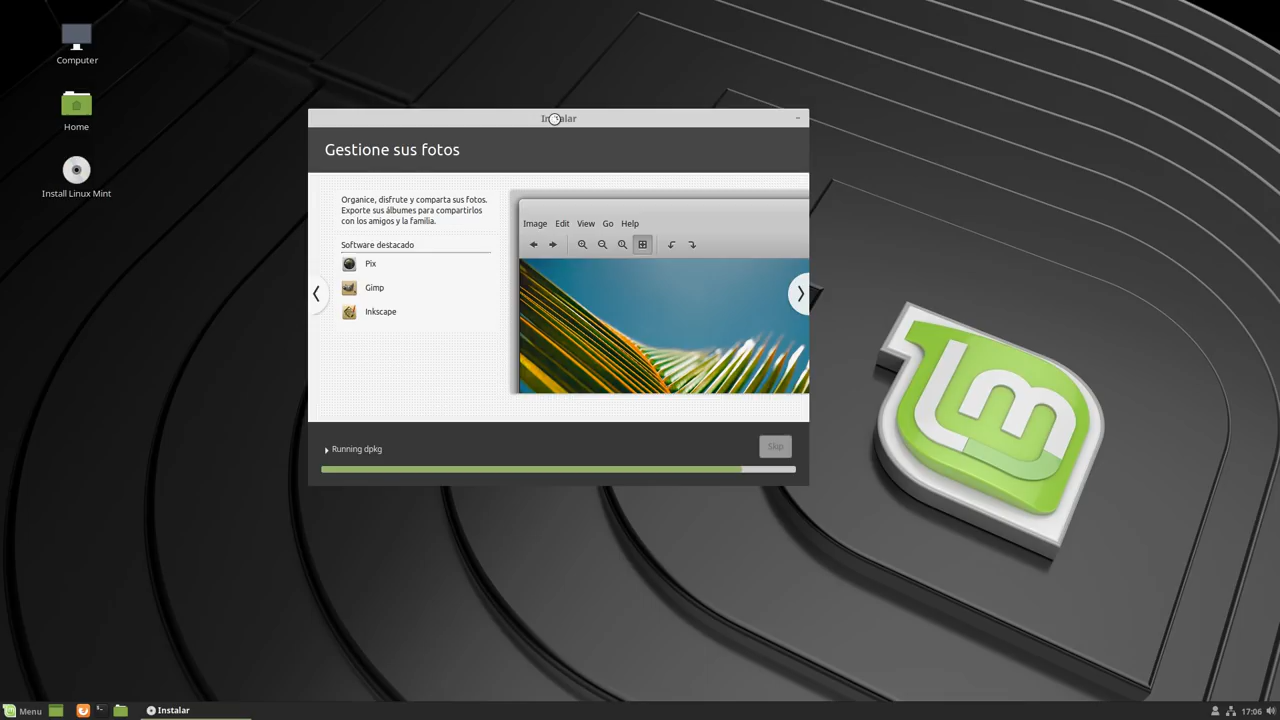 Computer
Home
Install Linux Mint
Instalar
Gestione sus fotos
Organice, disfrute y comparta sus fotos.
Exporte sus álbumes para compartirlos
con los amigos y la familia.
Software destacado
Pix
Gimp
Inkscape
Image Edit View Go Help
Running dpkg
Skip
lm
Menu
Instalar
17:06